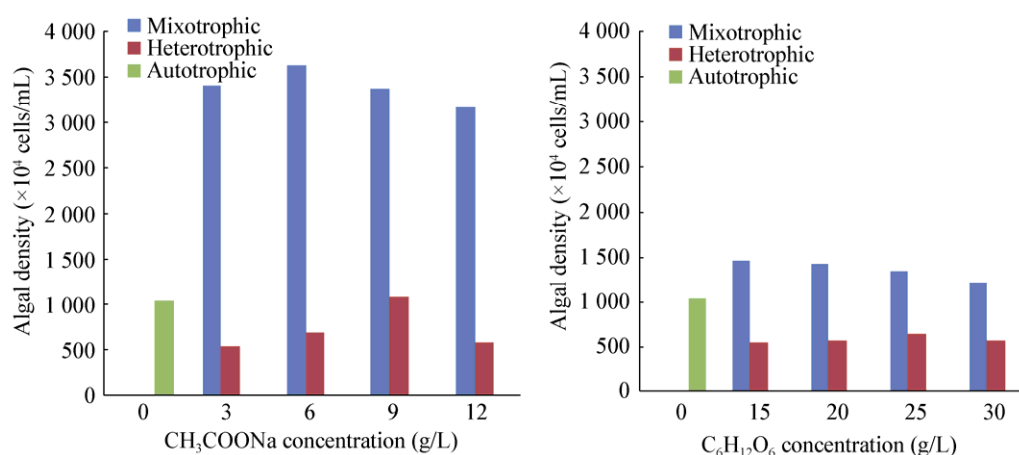 Mixotrophic
Heterotrophic
Autotrophic
Algal density (×10⁴ cells/mL)
4 000
3 500
3 000
2 500
2 000
1 500
1 000
500
0
0 3 6 9 12
CH₃COONa concentration (g/L)
Mixotrophic
Heterotrophic
Autotrophic
Algal density (×10⁴ cells/mL)
4 000
3 500
3 000
2 500
2 000
1 500
1 000
500
0
0 15 20 25 30
C₆H₁₂O₆ concentration (g/L)